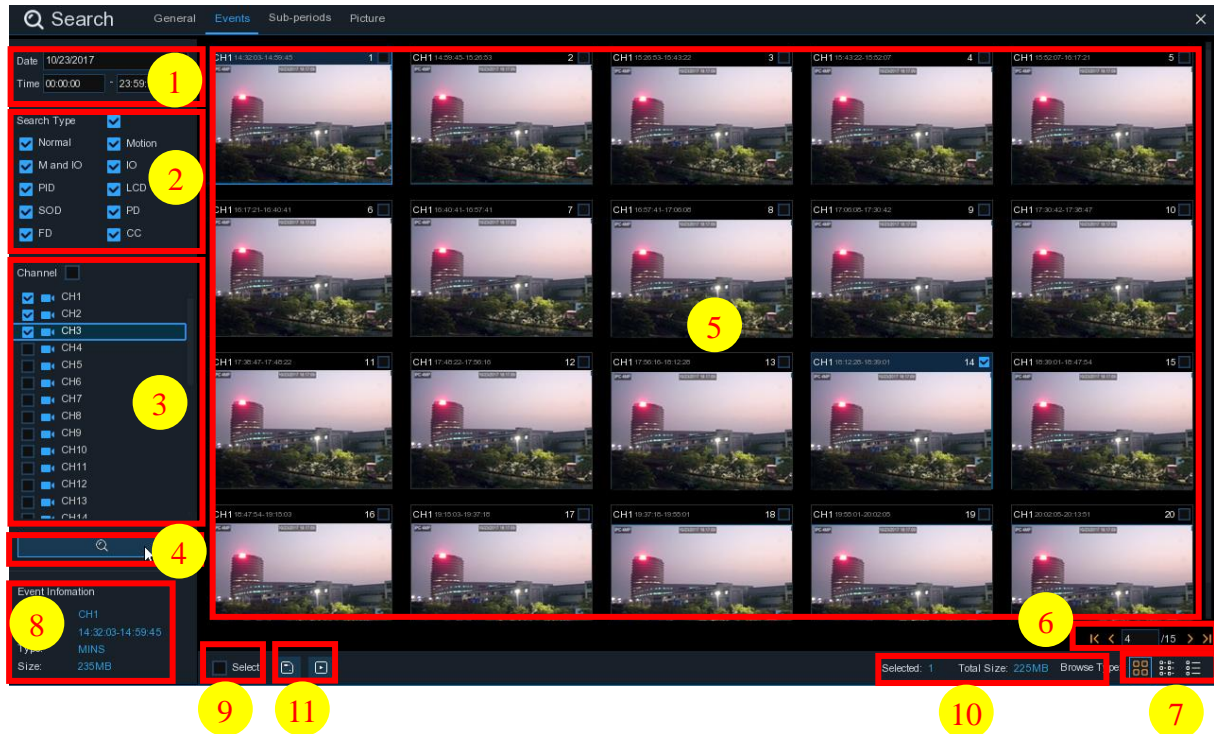 Search General Events Sub-periods Picture
Date 10/23/2017
Time 00:00:00 - 23:59:
1
Search Type
Normal Motion
M and IO IO
PID LCD
SOD PD
FD CC
2
Channel
CH1
CH2
CH3
CH4
CH5
CH6
CH7
CH8
CH9
CH10
CH11
CH12
CH13
CH14
3
4
Event Infomation
CH1
14:32:03-14:59:45
Type: MINS
Size: 235MB
8
CH1 14:32:03-14:59:45 1
CH1 14:59:45-15:26:53 2
CH1 15:26:53-15:43:22 3
CH1 15:43:22-15:52:07 4
CH1 15:52:07-16:17:21 5
CH1 16:17:21-16:40:41 6
CH1 16:40:41-16:57:41 7
CH1 16:57:41-17:06:08 8
CH1 17:06:08-17:30:42 9
CH1 17:30:42-17:38:47 10
5
CH1 17:38:47-17:48:22 11
CH1 17:48:22-17:56:16 12
CH1 17:56:16-18:12:28 13
CH1 18:12:28-18:39:01 14
CH1 18:39:01-18:47:54 15
CH1 18:47:54-19:15:03 16
CH1 19:15:03-19:37:16 17
CH1 19:37:16-19:55:01 18
CH1 19:55:01-20:02:05 19
CH1 20:02:05-20:13:51 20
6
4 /15
Select
Selected: 1 Total Size: 225MB Browse Type
9
11
10
7